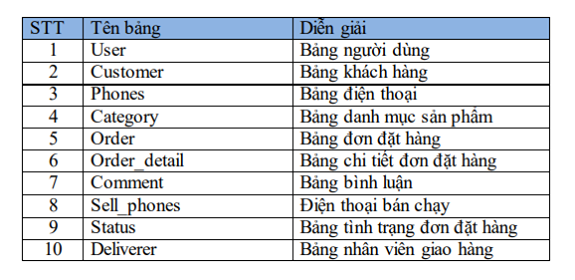 STT Tên bảng Diễn giải
1 User Bảng người dùng
2 Customer Bảng khách hàng
3 Phones Bảng điện thoại
4 Category Bảng danh mục sản phẩm
5 Order Bảng đơn đặt hàng
6 Order_detail Bảng chi tiết đơn đặt hàng
7 Comment Bảng bình luận
8 Sell_phones Điện thoại bán chạy
9 Status Bảng tình trạng đơn đặt hàng
10 Deliverer Bảng nhân viên giao hàng